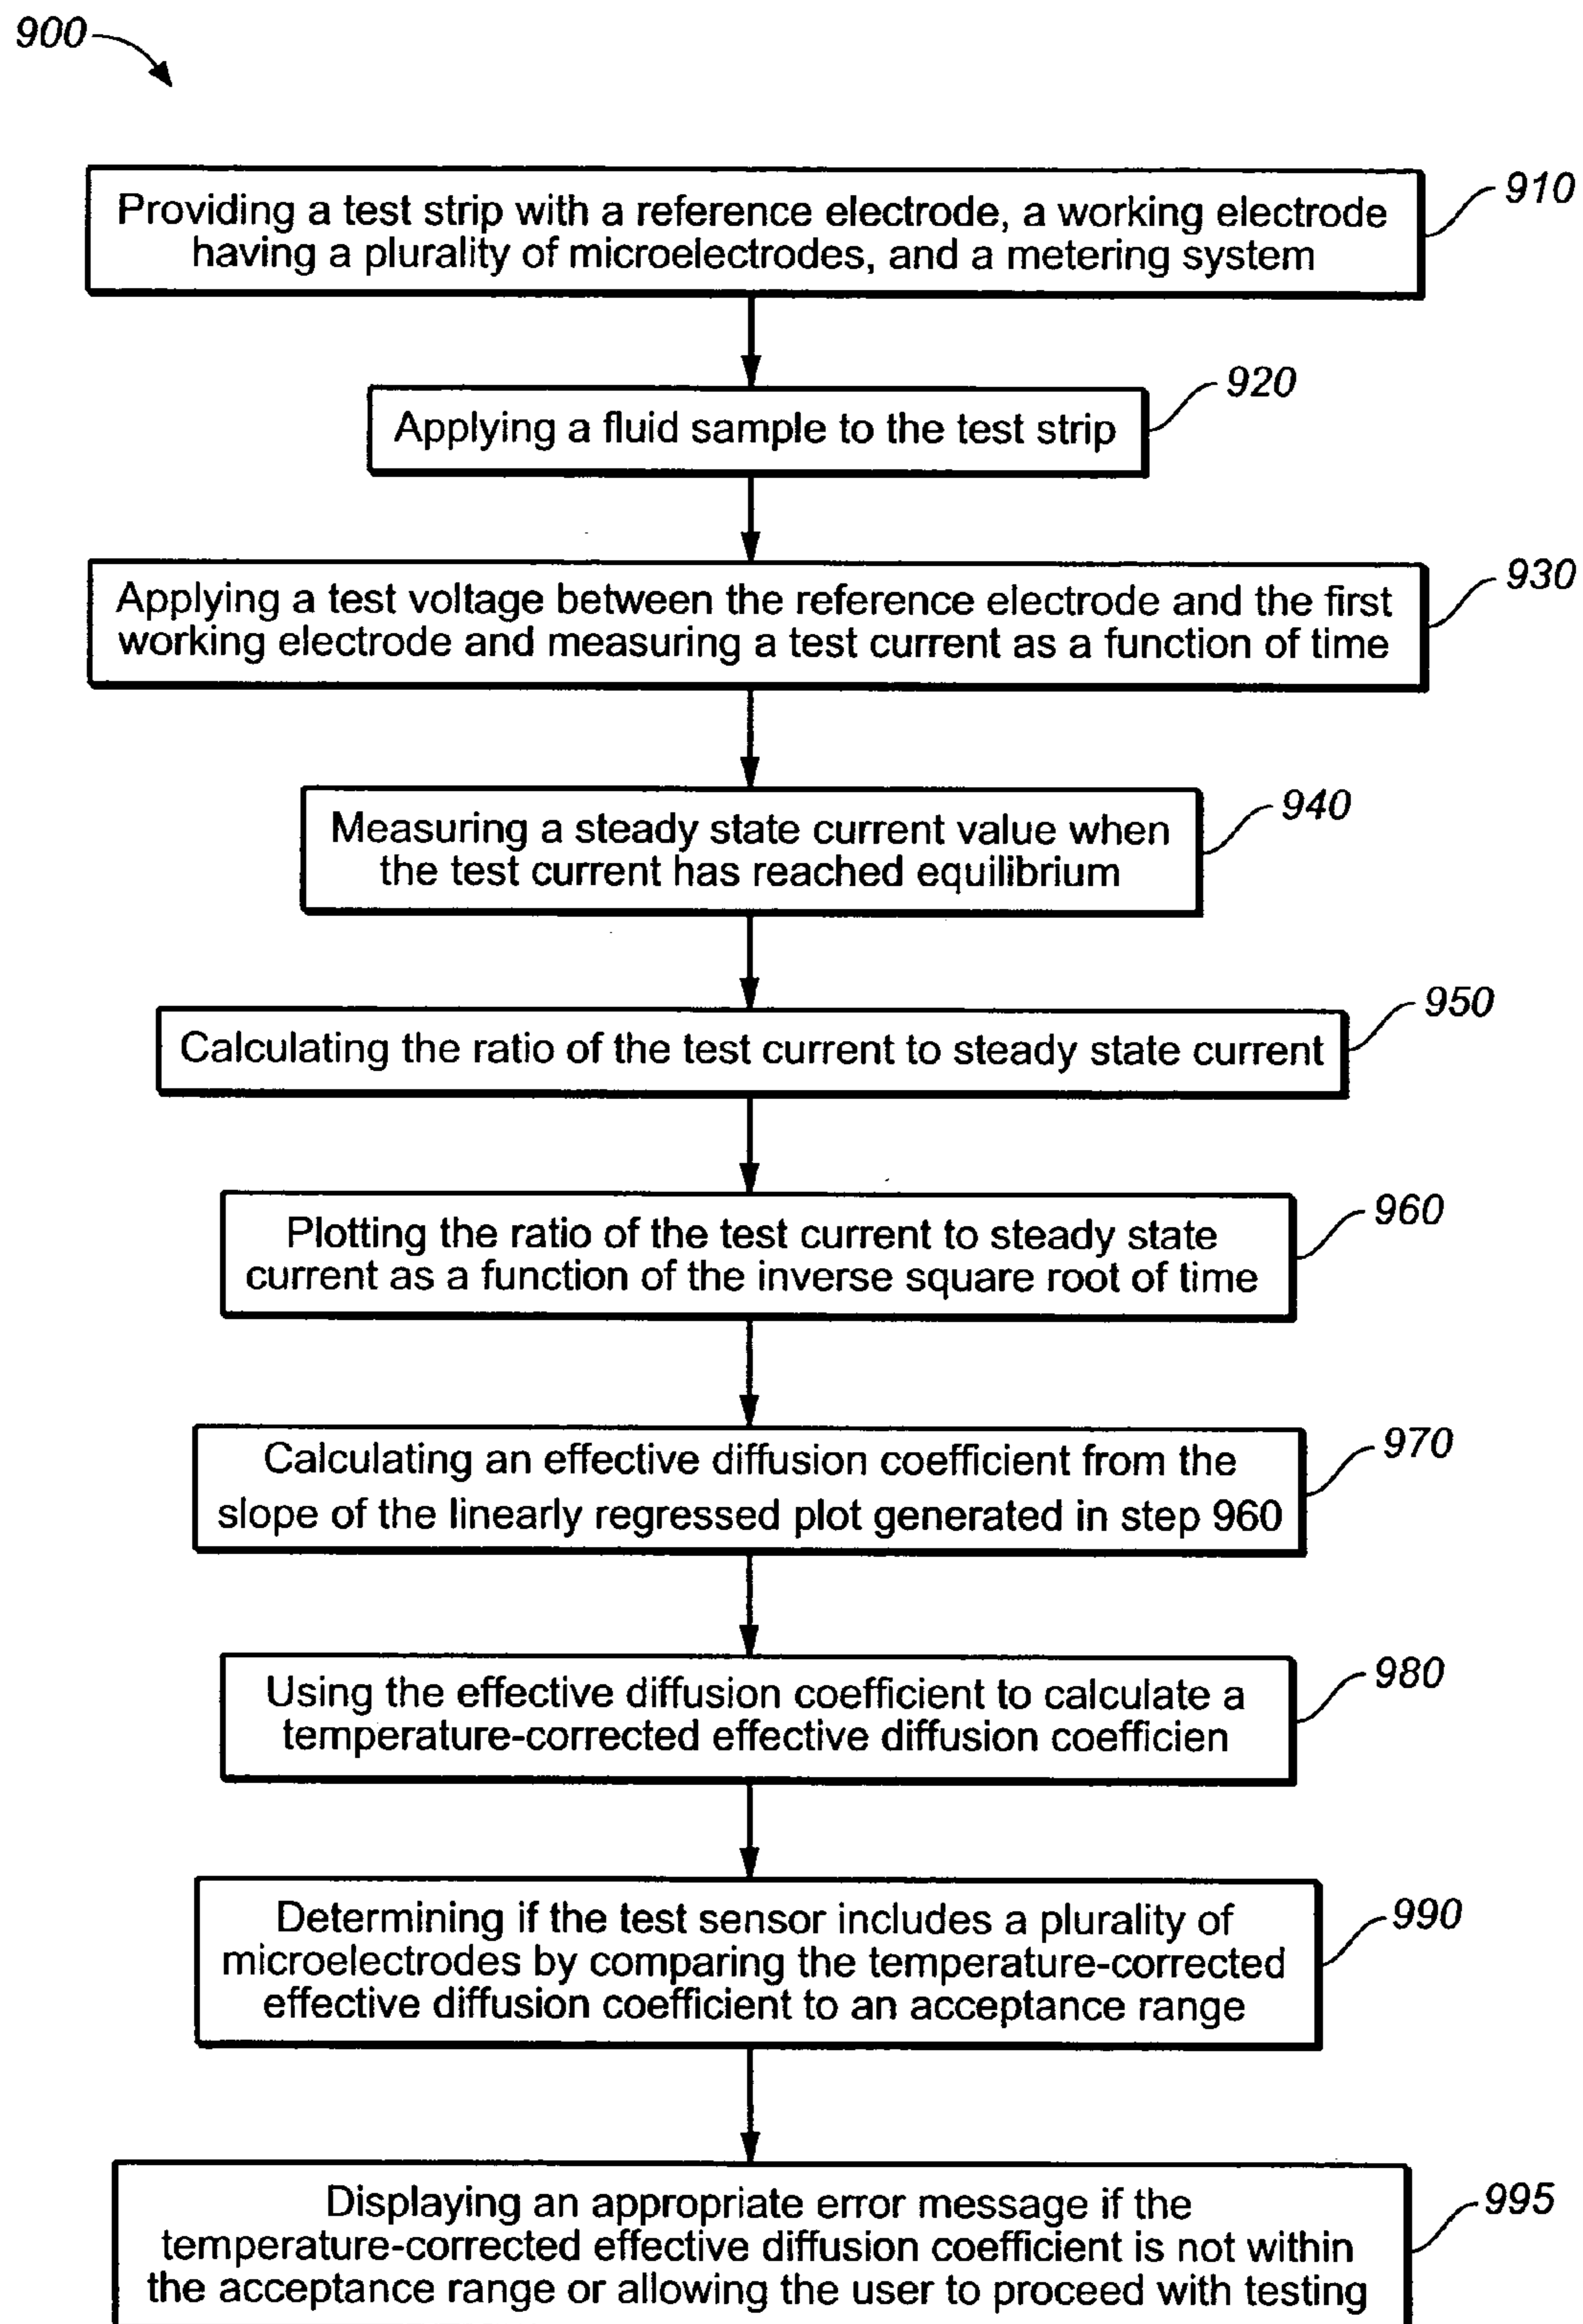 900
Providing a test strip with a reference electrode, a working electrode
having a plurality of microelectrodes, and a metering system
910
Applying a fluid sample to the test strip
920
Applying a test voltage between the reference electrode and the first
working electrode and measuring a test current as a function of time
930
Measuring a steady state current value when
the test current has reached equilibrium
940
Calculating the ratio of the test current to steady state current
950
Plotting the ratio of the test current to steady state
current as a function of the inverse square root of time
960
Calculating an effective diffusion coefficient from the
slope of the linearly regressed plot generated in step 960
970
Using the effective diffusion coefficient to calculate a
temperature-corrected effective diffusion coefficien
980
Determining if the test sensor includes a plurality of
microelectrodes by comparing the temperature-corrected
effective diffusion coefficient to an acceptance range
990
Displaying an appropriate error message if the
temperature-corrected effective diffusion coefficient is not within
the acceptance range or allowing the user to proceed with testing
995